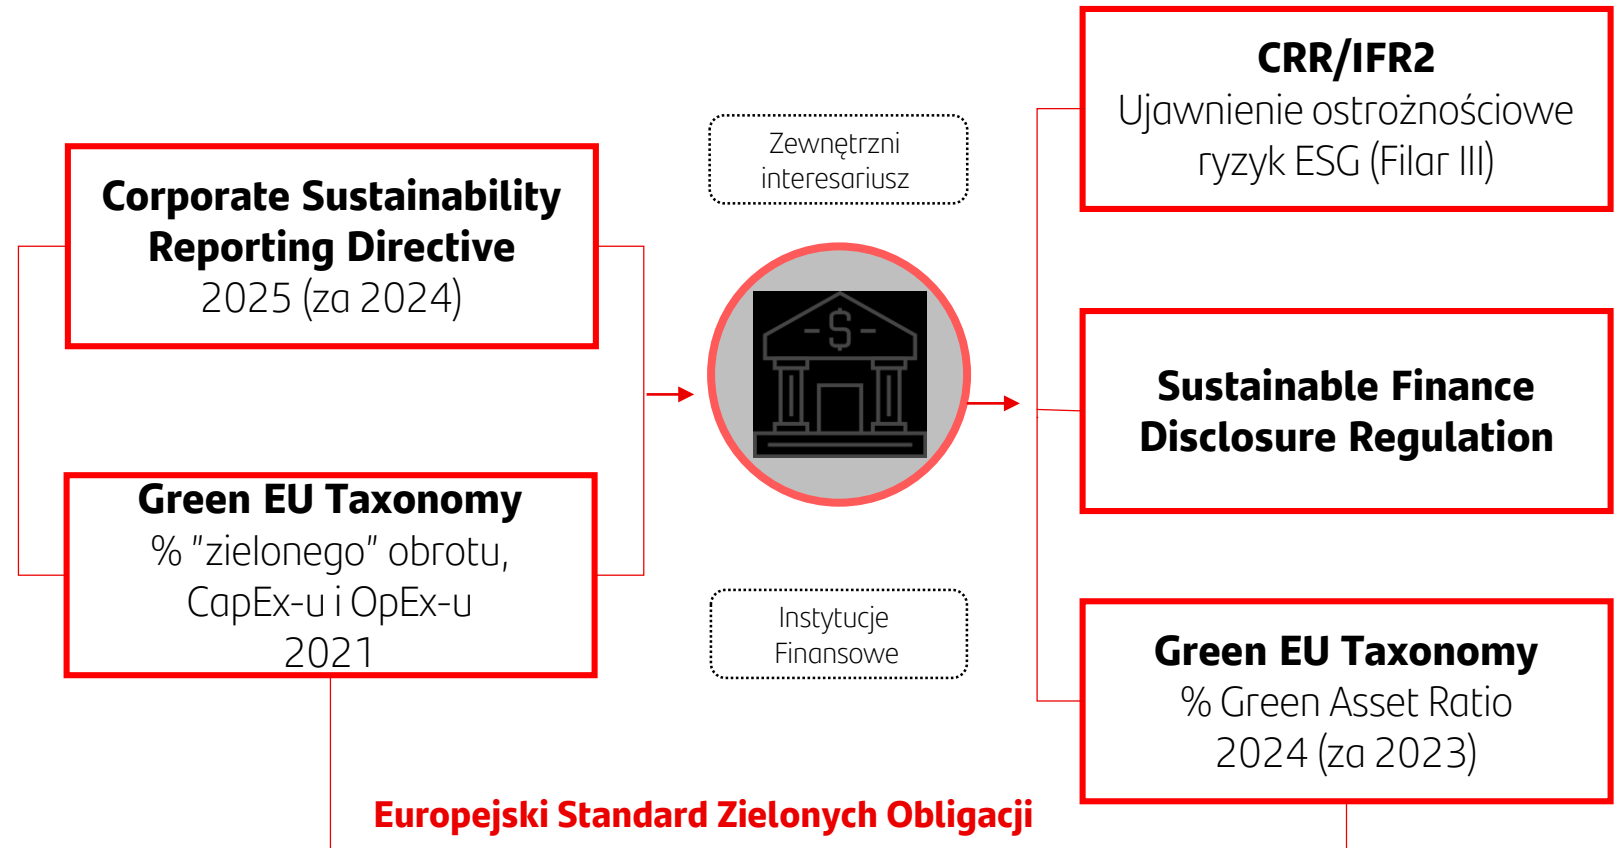 Corporate Sustainability
Reporting Directive
2025 (za 2024)
Green EU Taxonomy
% "zielonego" obrotu,
CapEx-u i OpEx-u
2021
Zewnętrzni
interesariusz
$
Instytucje
Finansowe
CRR/IFR2
Ujawnienie ostrożnościowe
ryzyk ESG (Filar III)
Sustainable Finance
Disclosure Regulation
Green EU Taxonomy
% Green Asset Ratio
2024 (za 2023)
Europejski Standard Zielonych Obligacji